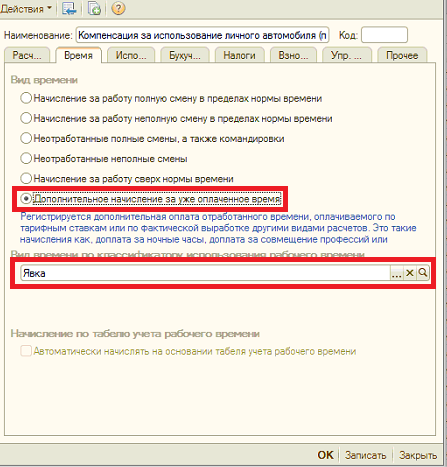 Действия
Наименование: Компенсация за использование личного автомобиля (п Код:
Расч... Время Испо... Бухуч... Налоги Взно... Упр. ... Прочее
Вид времени
Начисление за работу полную смену в пределах нормы времени
Начисление за работу неполную смену в пределах нормы времени
Неотработанные полные смены, а также командировки
Неотработанные неполные смены
Начисление за работу сверх нормы времени
Дополнительное начисление за уже оплаченное время
Регистрируется дополнительная оплата отработанного времени, оплачиваемого по
тарифным ставкам или по фактической выработке другими видами расчетов. Это такие
начисления как, доплата за ночные часы, доплата за совмещение профессий или
Вид времени по классификатору использования рабочего времени
Явка ...
Начисление по табелю учета рабочего времени
Автоматически начислять на основании табеля учета рабочего времени
OK Записать Закрыть